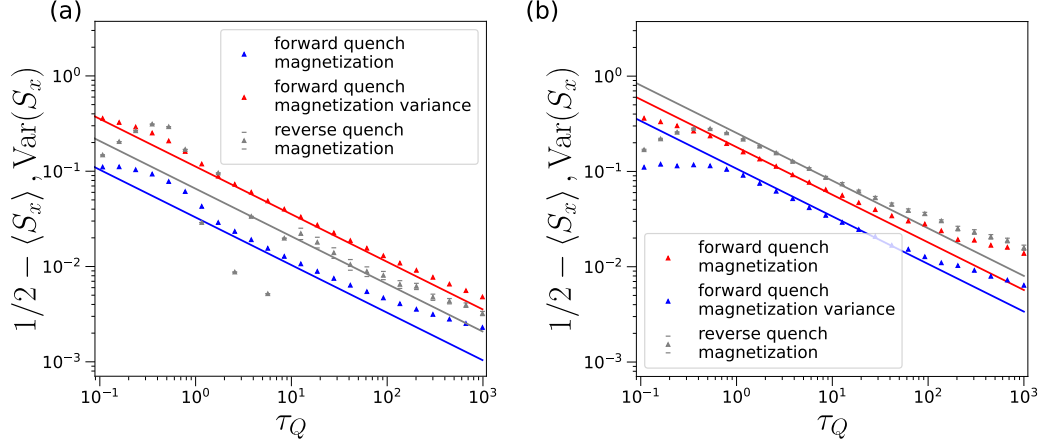 (a)
1/2 − ⟨S_x⟩ , Var(S_x)
10^0
10^−1
10^−2
10^−3
forward quench
magnetization
forward quench
magnetization variance
reverse quench
magnetization
10^−1 10^0 10^1 10^2 10^3
τ_Q
(b)
1/2 − ⟨S_x⟩ , Var(S_x)
10^0
10^−1
10^−2
10^−3
forward quench
magnetization
forward quench
magnetization variance
reverse quench
magnetization
10^−1 10^0 10^1 10^2 10^3
τ_Q